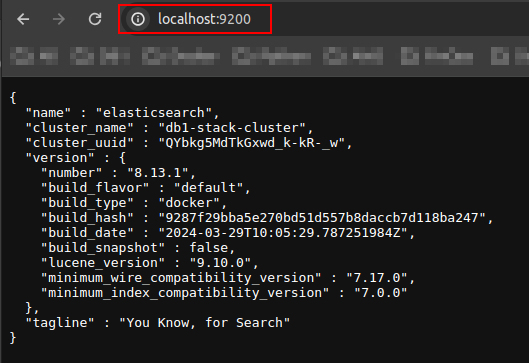 localhost:9200
{
"name" : "elasticsearch",
"cluster_name" : "db1-stack-cluster",
"cluster_uuid" : "QYbkg5MdTkGxwd_k-kR-_w",
"version" : {
"number" : "8.13.1",
"build_flavor" : "default",
"build_type" : "docker",
"build_hash" : "9287f29bba5e270bd51d557b8daccb7d118ba247",
"build_date" : "2024-03-29T10:05:29.787251984Z",
"build_snapshot" : false,
"lucene_version" : "9.10.0",
"minimum_wire_compatibility_version" : "7.17.0",
"minimum_index_compatibility_version" : "7.0.0"
},
"tagline" : "You Know, for Search"
}